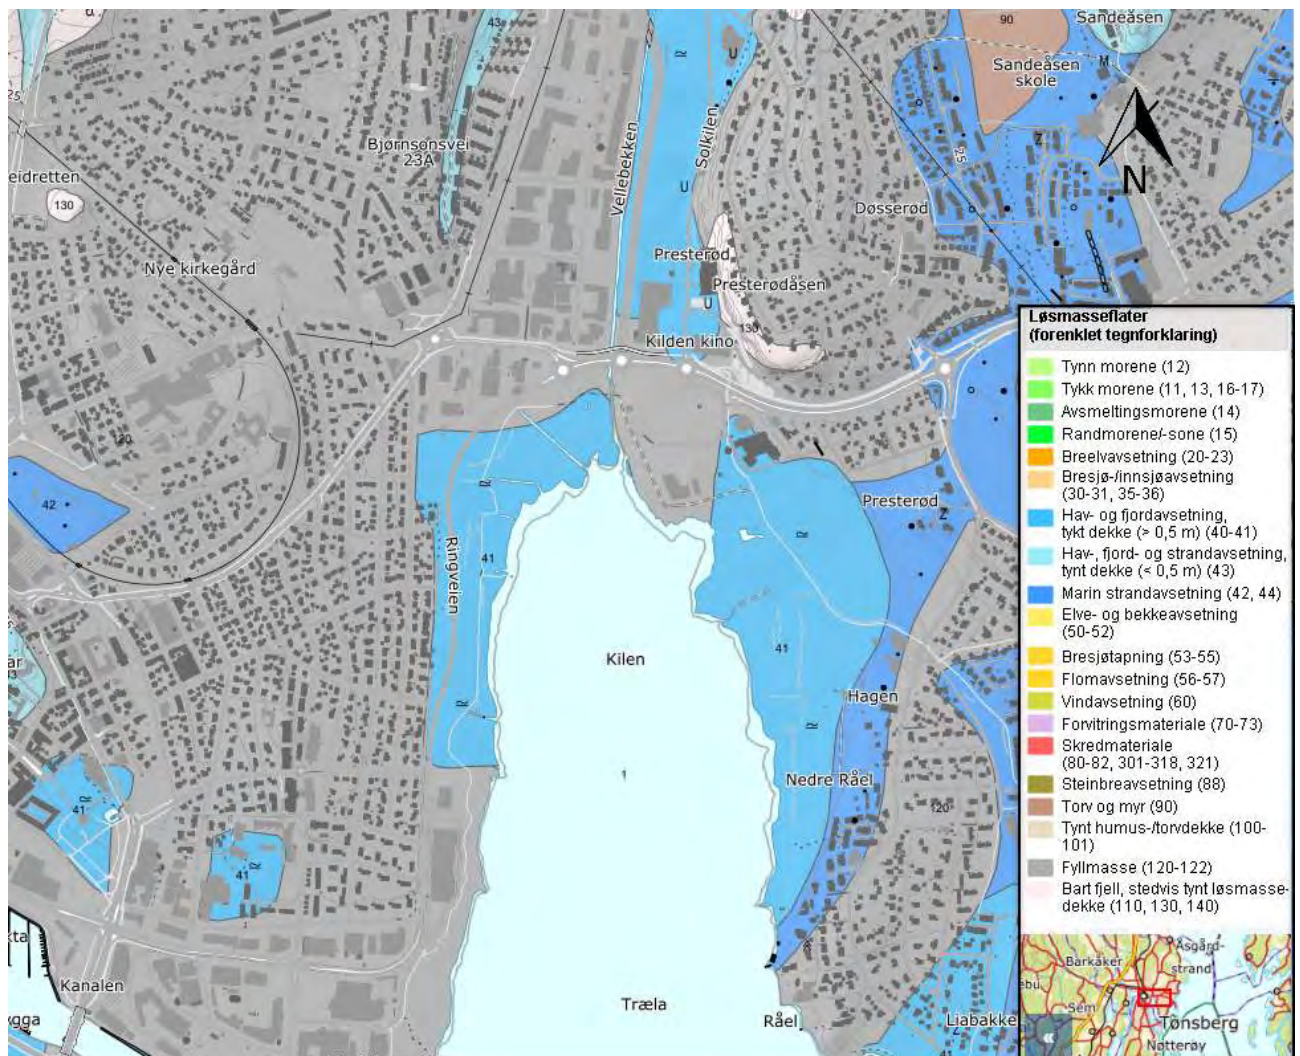 43
90
Sandeåsen
Sandeåsen
skole
M
U
25
Bjørnsonsvei
23A
Vellebekken
Solkilen
Z
25
N
eidretten
130
U
Døsserød
Nye kirkegård
Presterød
Presterødåsen
U
130
Kilden kino
120
42
Ringveien
41
Presterød
Z
41
Kilen
Hagen
1
Nedre Råel
120
41
41
kta
Kanalen
ygga
Træla
Råel
Liabakke
Z
41
Løsmasseflater
(forenklet tegnforklaring)
Tynn morene (12)
Tykk morene (11, 13, 16-17)
Avsmeltingsmorene (14)
Randmorene/-sone (15)
Breelvavsetning (20-23)
Bresjø-/innsjøavsetning
(30-31, 35-36)
Hav- og fjordavsetning,
tykt dekke (> 0,5 m) (40-41)
Hav-, fjord- og strandavsetning,
tynt dekke (< 0,5 m) (43)
Marin strandavsetning (42, 44)
Elve- og bekkeavsetning
(50-52)
Bresjøtapning (53-55)
Flomavsetning (56-57)
Vindavsetning (60)
Forvitringsmateriale (70-73)
Skredmateriale
(80-82, 301-318, 321)
Steinbreavsetning (88)
Torv og myr (90)
Tynt humus-/torvdekke (100-
101)
Fyllmasse (120-122)
Bart fjell, stedvis tynt løsmasse-
dekke (110, 130, 140)
Barkåker
Åsgård-
strand
Sem
Tønsberg
Nøtterøy